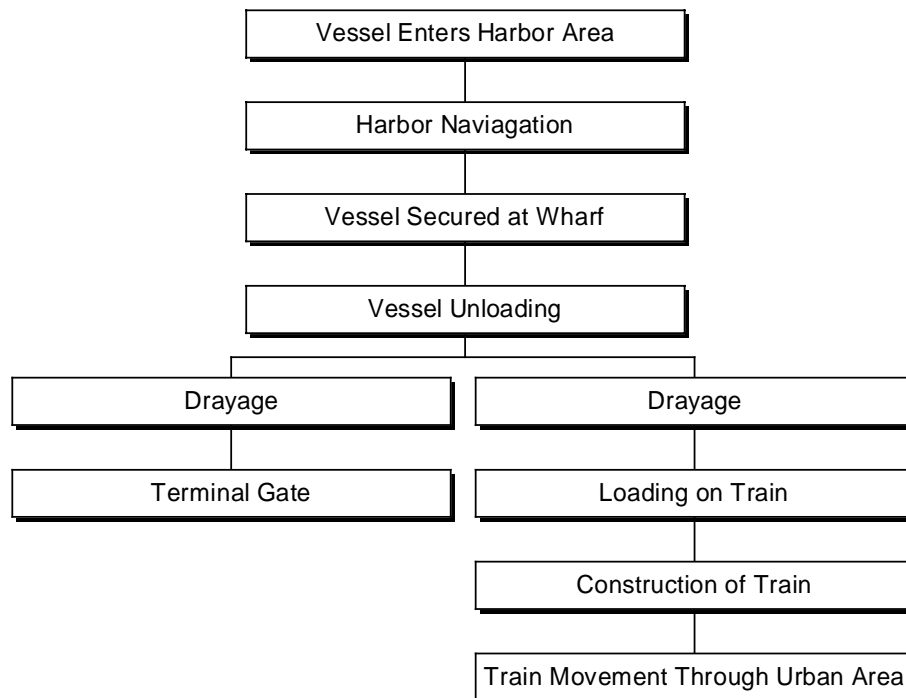 Vessel Enters Harbor Area
Harbor Naviagation
Vessel Secured at Wharf
Vessel Unloading
Drayage
Drayage
Terminal Gate
Loading on Train
Construction of Train
Train Movement Through Urban Area